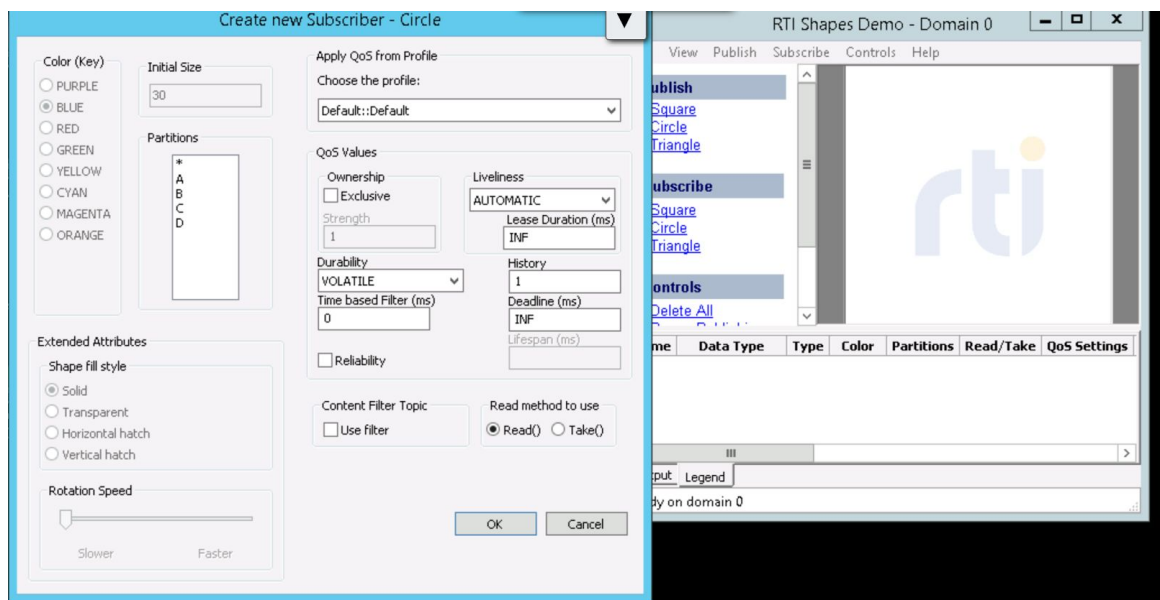 Create new Subscriber - Circle
Color (Key)
PURPLE
BLUE
RED
GREEN
YELLOW
CYAN
MAGENTA
ORANGE
Initial Size
30
Partitions
*
A
B
C
D
Apply QoS from Profile
Choose the profile:
Default::Default
QoS Values
Ownership
Exclusive
Strength
1
Liveliness
AUTOMATIC
Lease Duration (ms)
INF
Durability
VOLATILE
Time based Filter (ms)
0
History
1
Deadline (ms)
INF
Lifespan (ms)
Reliability
Extended Attributes
Shape fill style
Solid
Transparent
Horizontal hatch
Vertical hatch
Content Filter Topic
Use filter
Read method to use
Read() Take()
Rotation Speed
Slower Faster
OK Cancel
RTI Shapes Demo - Domain 0
View Publish Subscribe Controls Help
ublish
Square
Circle
Triangle
ubscribe
Square
Circle
Triangle
ontrols
Delete All
rti
me Data Type Type Color Partitions Read/Take QoS Settings
tput Legend
dy on domain 0